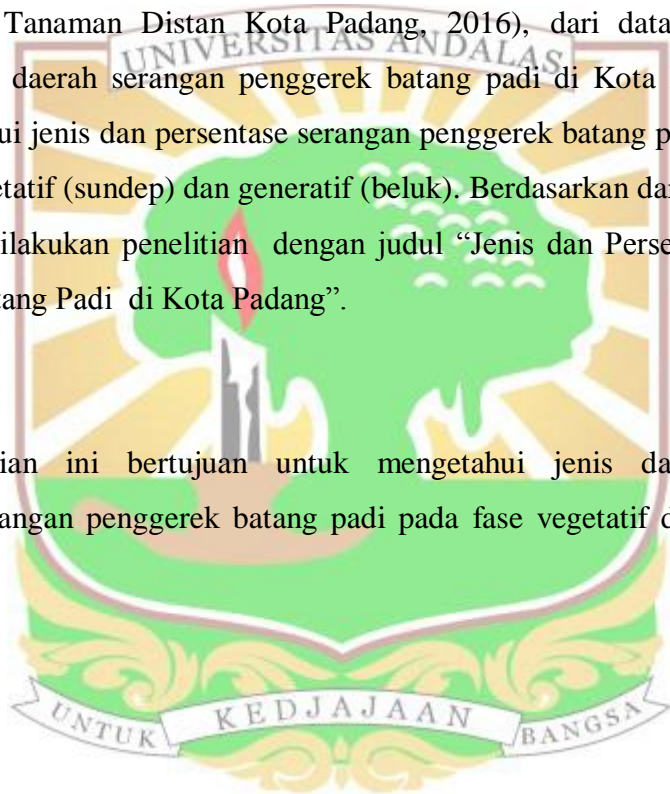 Tanaman Distan Kota Padang, 2016), dari data
UNIVERSITAS ANDALAS
daerah serangan penggerek batang padi di Kota
ui jenis dan persentase serangan penggerek batang p
etatif (sundep) dan generatif (beluk). Berdasarkan dar
ilakukan penelitian dengan judul “Jenis dan Perse
tang Padi di Kota Padang”.
ian ini bertujuan untuk mengetahui jenis da
angan penggerek batang padi pada fase vegetatif d
UNTUK KEDJAJAAN BANGSA